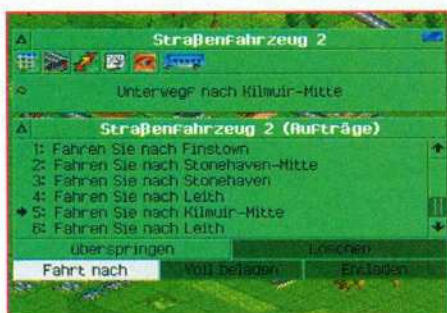 Straßenfahrzeug 2
Unterwegs nach Kilmuir-Mitte
Straßenfahrzeug 2 (Aufträge)
1: Fahren Sie nach Finstown
2: Fahren Sie nach Stonehaven-Mitte
3: Fahren Sie nach Stonehaven
4: Fahren Sie nach Leith
5: Fahren Sie nach Kilmuir-Mitte
6: Fahren Sie nach Leith
überspringen Löschen
Fahrt nach Voll beladen Entladen